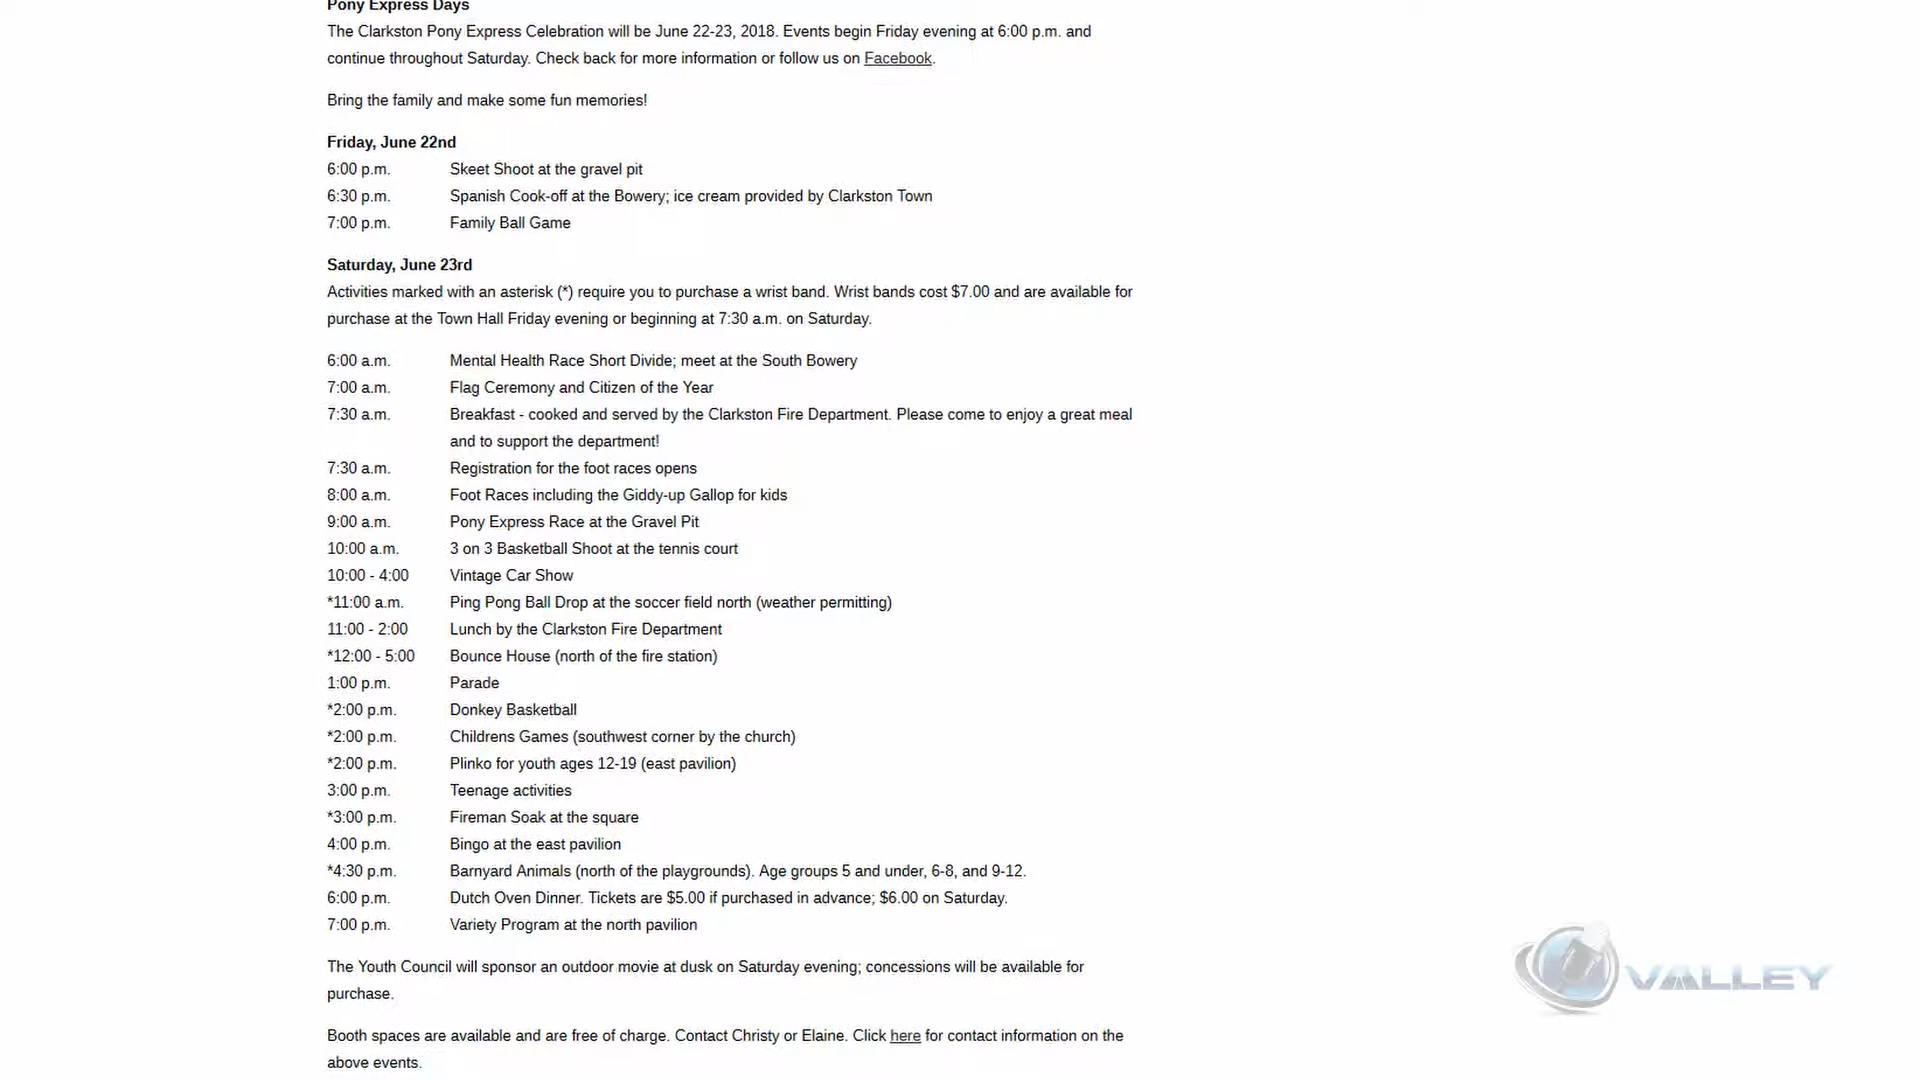 Pony Express Days
The Clarkston Pony Express Celebration will be June 22-23, 2018. Events begin Friday evening at 6:00 p.m. and
continue throughout Saturday. Check back for more information or follow us on Facebook.
Bring the family and make some fun memories!
Friday, June 22nd
6:00 p.m. Skeet Shoot at the gravel pit
6:30 p.m. Spanish Cook-off at the Bowery; ice cream provided by Clarkston Town
7:00 p.m. Family Ball Game
Saturday, June 23rd
Activities marked with an asterisk (*) require you to purchase a wrist band. Wrist bands cost $7.00 and are available for
purchase at the Town Hall Friday evening or beginning at 7:30 a.m. on Saturday.
6:00 a.m. Mental Health Race Short Divide; meet at the South Bowery
7:00 a.m. Flag Ceremony and Citizen of the Year
7:30 a.m. Breakfast - cooked and served by the Clarkston Fire Department. Please come to enjoy a great meal
and to support the department!
7:30 a.m. Registration for the foot races opens
8:00 a.m. Foot Races including the Giddy-up Gallop for kids
9:00 a.m. Pony Express Race at the Gravel Pit
10:00 a.m. 3 on 3 Basketball Shoot at the tennis court
10:00 - 4:00 Vintage Car Show
*11:00 a.m. Ping Pong Ball Drop at the soccer field north (weather permitting)
11:00 - 2:00 Lunch by the Clarkston Fire Department
*12:00 - 5:00 Bounce House (north of the fire station)
1:00 p.m. Parade
*2:00 p.m. Donkey Basketball
*2:00 p.m. Childrens Games (southwest corner by the church)
*2:00 p.m. Plinko for youth ages 12-19 (east pavilion)
3:00 p.m. Teenage activities
*3:00 p.m. Fireman Soak at the square
4:00 p.m. Bingo at the east pavilion
*4:30 p.m. Barnyard Animals (north of the playgrounds). Age groups 5 and under, 6-8, and 9-12.
6:00 p.m. Dutch Oven Dinner. Tickets are $5.00 if purchased in advance; $6.00 on Saturday.
7:00 p.m. Variety Program at the north pavilion
The Youth Council will sponsor an outdoor movie at dusk on Saturday evening; concessions will be available for
purchase.
Booth spaces are available and are free of charge. Contact Christy or Elaine. Click here for contact information on the
above events.
VALLEY